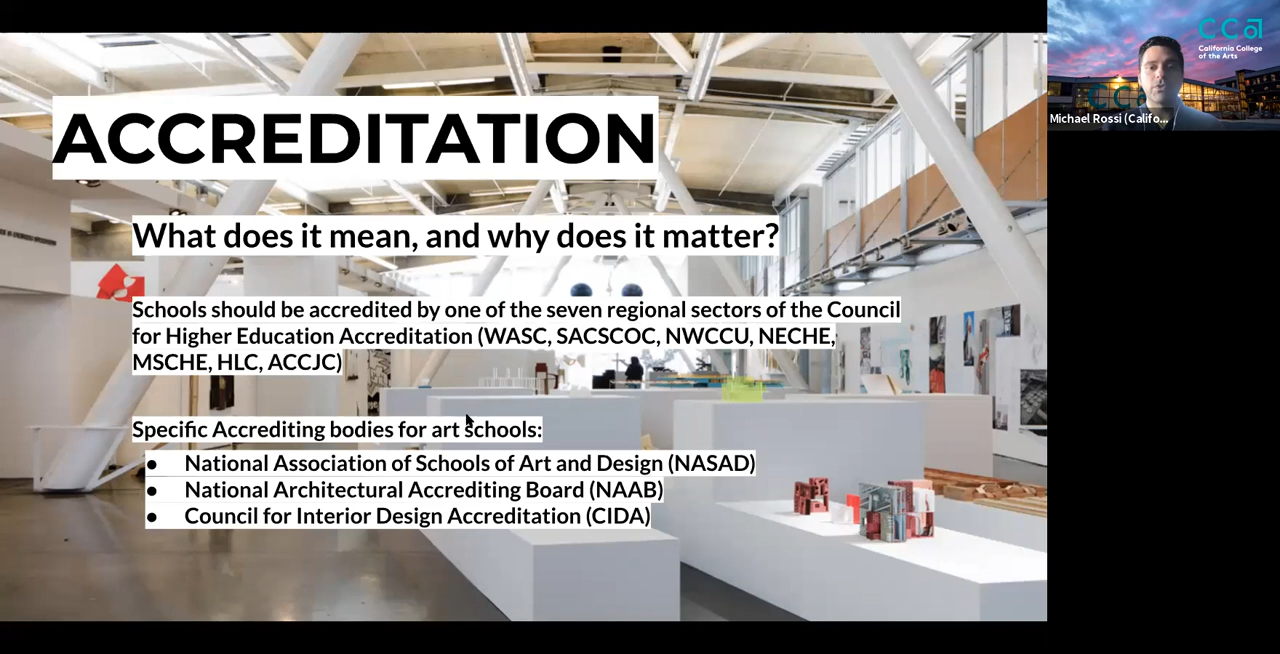 ACCREDITATION
What does it mean, and why does it matter?
Schools should be accredited by one of the seven regional sectors of the Council
for Higher Education Accreditation (WASC, SACSCOC, NWCCU, NECHE,
MSCHE, HLC, ACCJC)
Specific Accrediting bodies for art schools:
● National Association of Schools of Art and Design (NASAD)
● National Architectural Accrediting Board (NAAB)
● Council for Interior Design Accreditation (CIDA)
CCa
California College
of the Arts
CCa
Michael Rossi (Califo...